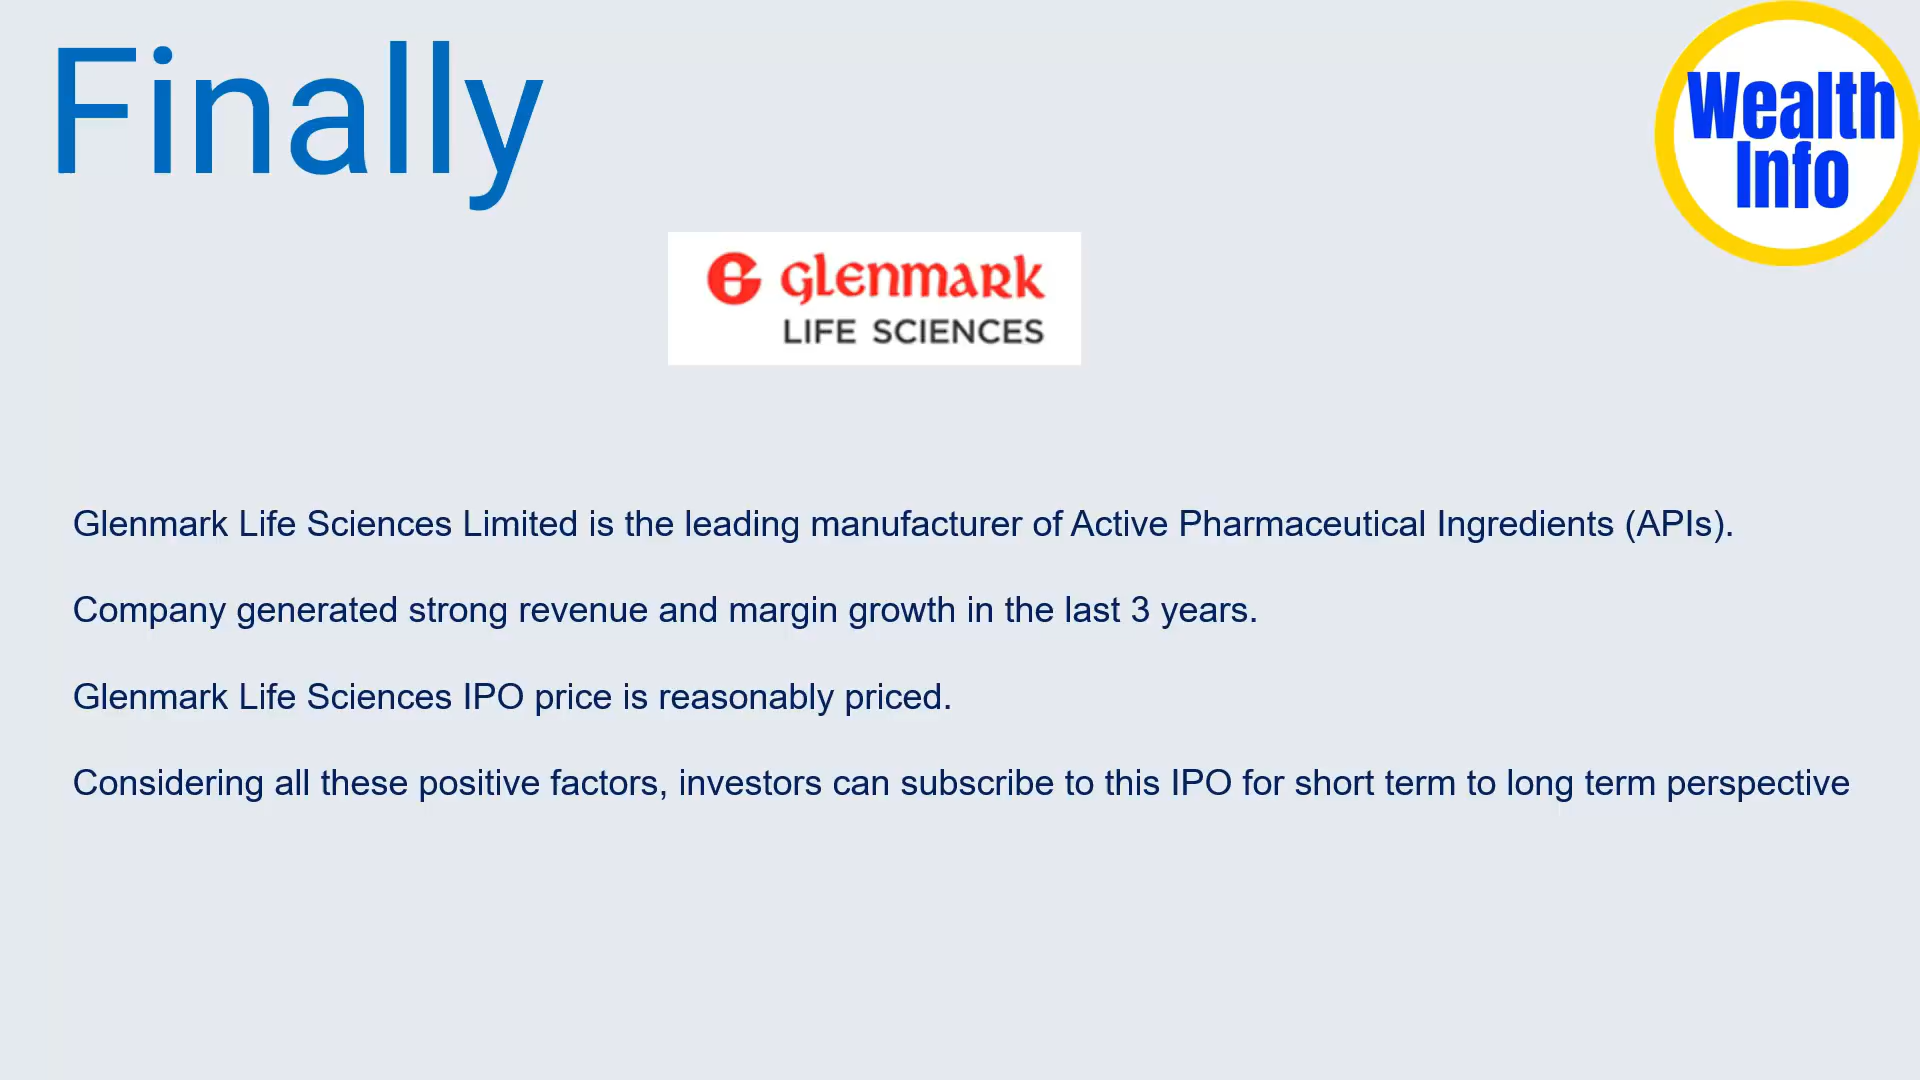 Finally
Wealth
Info
Glenmark
LIFE SCIENCES
Glenmark Life Sciences Limited is the leading manufacturer of Active Pharmaceutical Ingredients (APIs).
Company generated strong revenue and margin growth in the last 3 years.
Glenmark Life Sciences IPO price is reasonably priced.
Considering all these positive factors, investors can subscribe to this IPO for short term to long term perspective